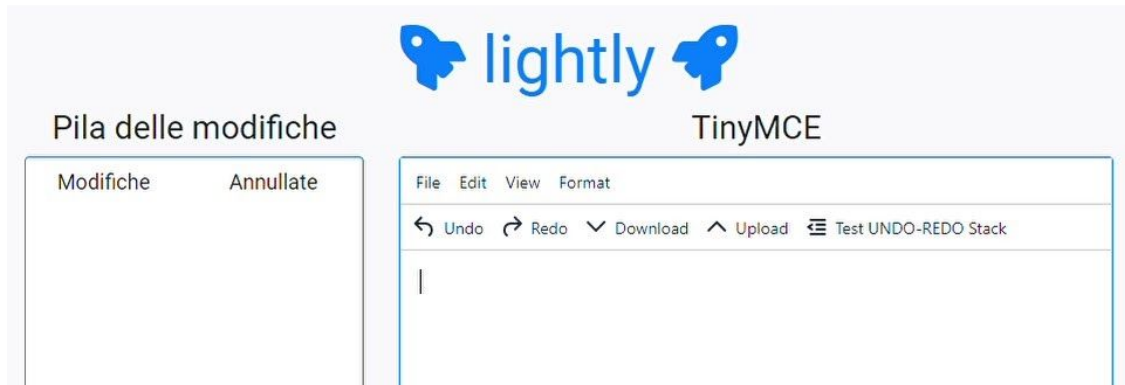 lightly
Pila delle modifiche
TinyMCE
Modifiche Annullate
File Edit View Format
Undo Redo Download Upload Test UNDO-REDO Stack